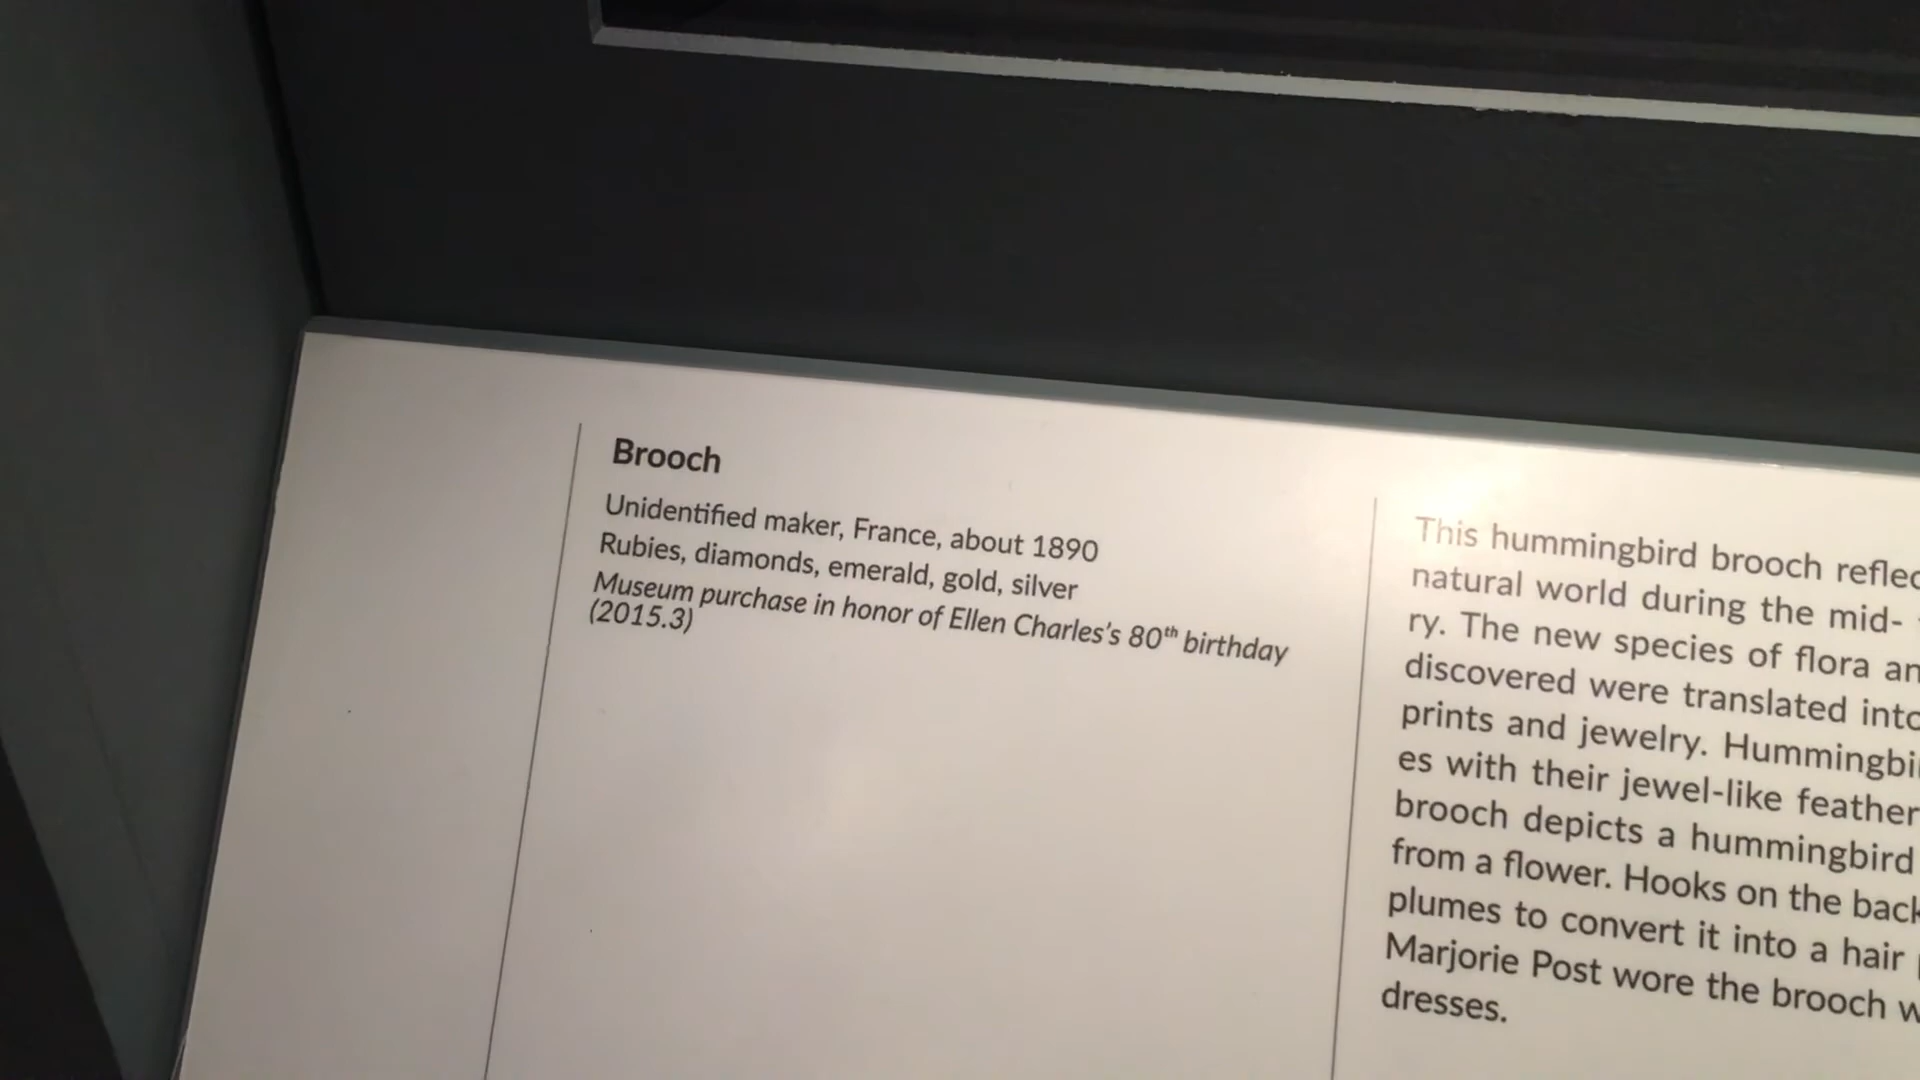 Brooch
Unidentified maker, France, about 1890
Rubies, diamonds, emerald, gold, silver
Museum purchase in honor of Ellen Charles's 80th birthday
(2015.3)
This hummingbird brooch reflec
natural world during the mid-
ry. The new species of flora an
discovered were translated into
prints and jewelry. Hummingbi
es with their jewel-like feather
brooch depicts a hummingbird
from a flower. Hooks on the back
plumes to convert it into a hair
Marjorie Post wore the brooch w
dresses.